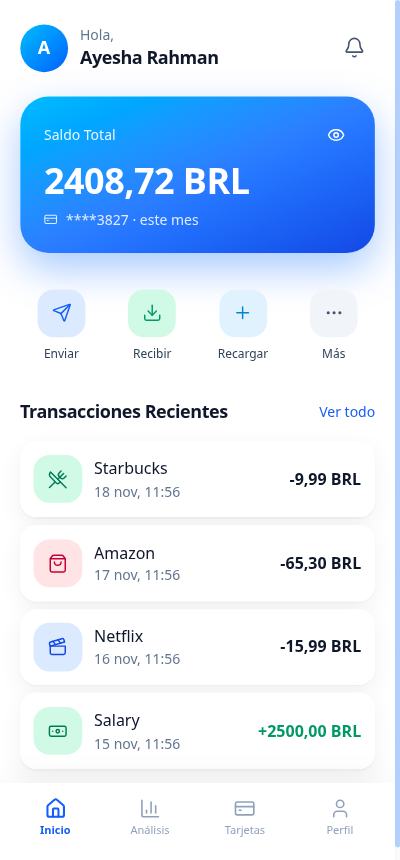 A
Hola,
Ayesha Rahman
Saldo Total
2408,72 BRL
****3827 · este mes
Enviar
Recibir
Recargar
Más
Transacciones Recientes
Ver todo
Starbucks
18 nov, 11:56
-9,99 BRL
Amazon
17 nov, 11:56
-65,30 BRL
Netflix
16 nov, 11:56
-15,99 BRL
Salary
15 nov, 11:56
+2500,00 BRL
Inicio
Análisis
Tarjetas
Perfil